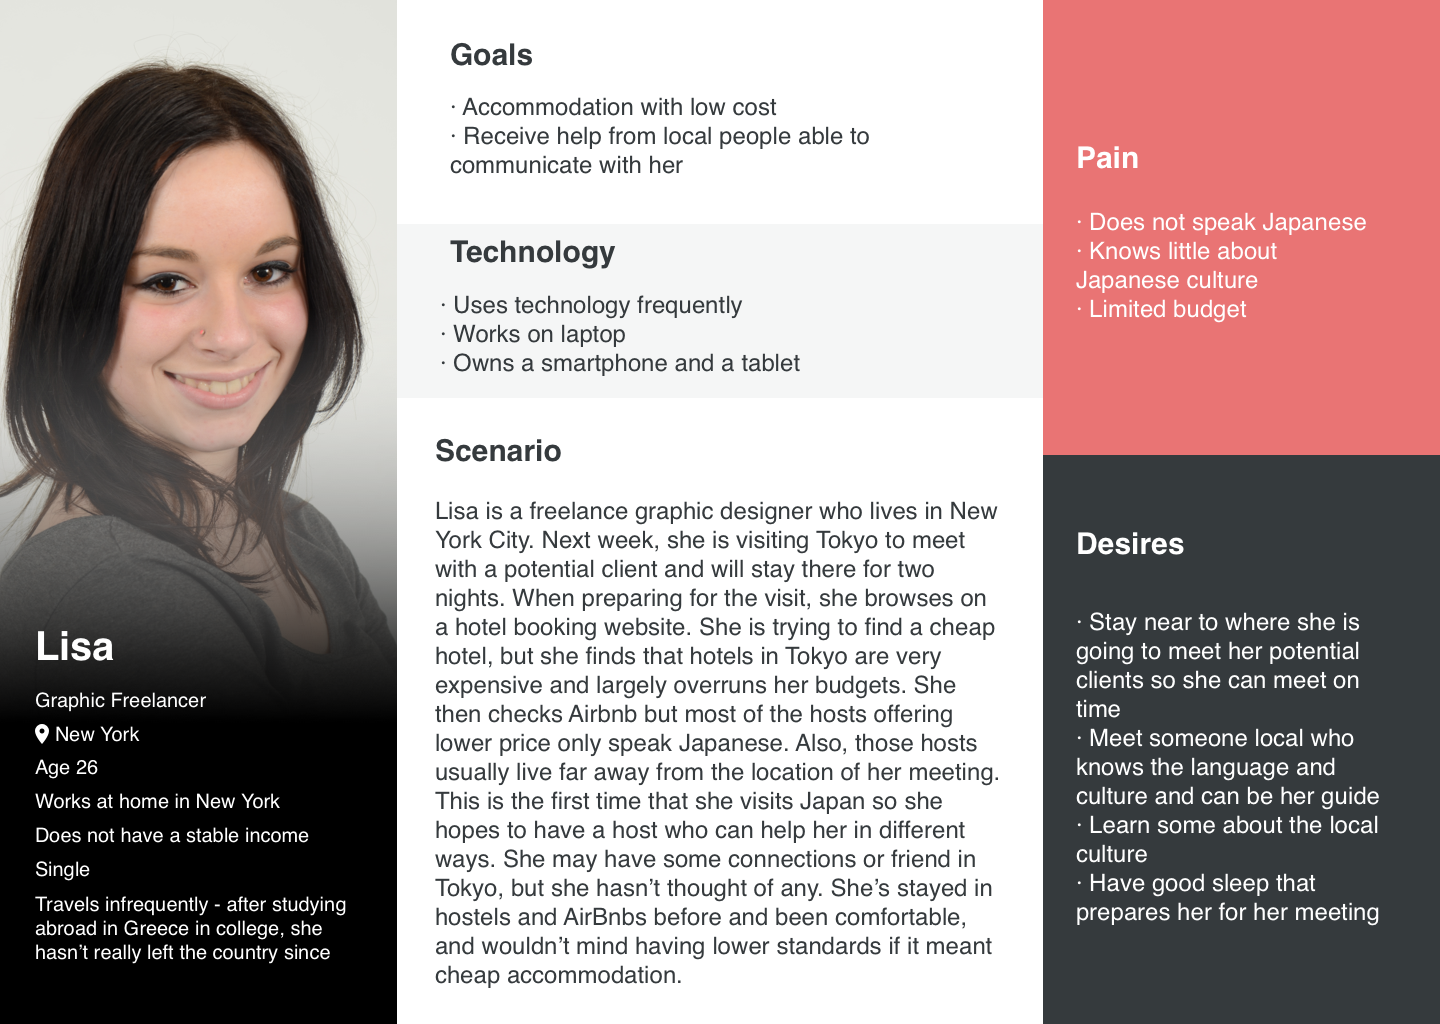 Lisa
Graphic Freelancer
New York
Age 26
Works at home in New York
Does not have a stable income
Single
Travels infrequently - after studying
abroad in Greece in college, she
hasn’t really left the country since
Goals
· Accommodation with low cost
· Receive help from local people able to
communicate with her
Technology
· Uses technology frequently
· Works on laptop
· Owns a smartphone and a tablet
Scenario
Lisa is a freelance graphic designer who lives in New
York City. Next week, she is visiting Tokyo to meet
with a potential client and will stay there for two
nights. When preparing for the visit, she browses on
a hotel booking website. She is trying to find a cheap
hotel, but she finds that hotels in Tokyo are very
expensive and largely overruns her budgets. She
then checks Airbnb but most of the hosts offering
lower price only speak Japanese. Also, those hosts
usually live far away from the location of her meeting.
This is the first time that she visits Japan so she
hopes to have a host who can help her in different
ways. She may have some connections or friend in
Tokyo, but she hasn’t thought of any. She’s stayed in
hostels and AirBnbs before and been comfortable,
and wouldn’t mind having lower standards if it meant
cheap accommodation.
Pain
· Does not speak Japanese
· Knows little about
Japanese culture
· Limited budget
Desires
· Stay near to where she is
going to meet her potential
clients so she can meet on
time
· Meet someone local who
knows the language and
culture and can be her guide
· Learn some about the local
culture
· Have good sleep that
prepares her for her meeting